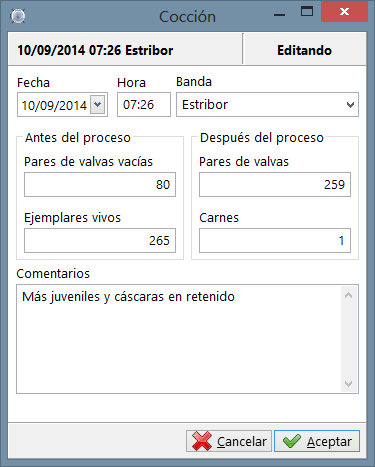 Cocción
10/09/2014 07:26 Estribor
Editando
Fecha Hora Banda
10/09/2014 07:26 Estribor
Antes del proceso Después del proceso
Pares de valvas vacías Pares de valvas
80 259
Ejemplares vivos Carnes
265 1
Comentarios
Más juveniles y cáscaras en retenido
Cancelar Aceptar